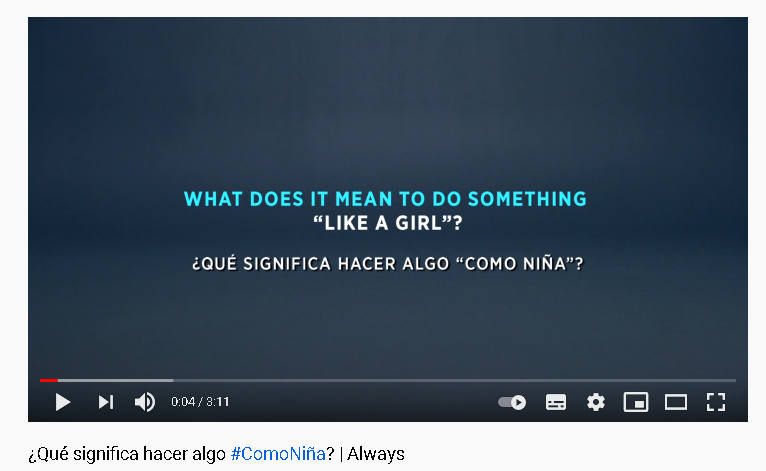 WHAT DOES IT MEAN TO DO SOMETHING
“LIKE A GIRL”?
¿QUÉ SIGNIFICA HACER ALGO “COMO NIÑA”?
0:04 / 3:11
¿Qué significa hacer algo #ComoNiña? | Always